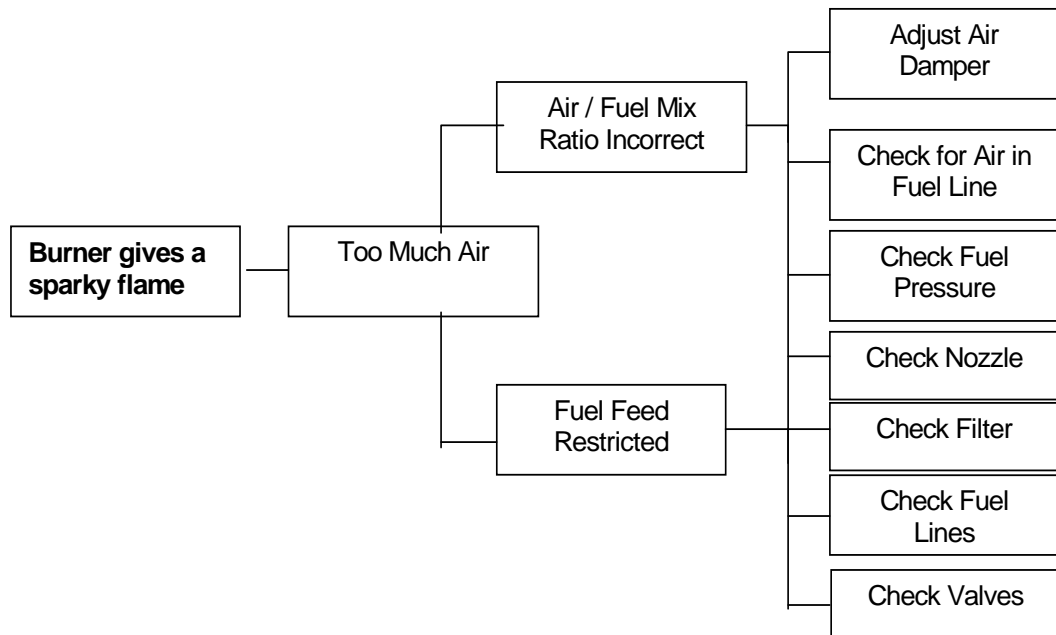 Burner gives a
sparky flame
Too Much Air
Air / Fuel Mix
Ratio Incorrect
Fuel Feed
Restricted
Adjust Air
Damper
Check for Air in
Fuel Line
Check Fuel
Pressure
Check Nozzle
Check Filter
Check Fuel
Lines
Check Valves